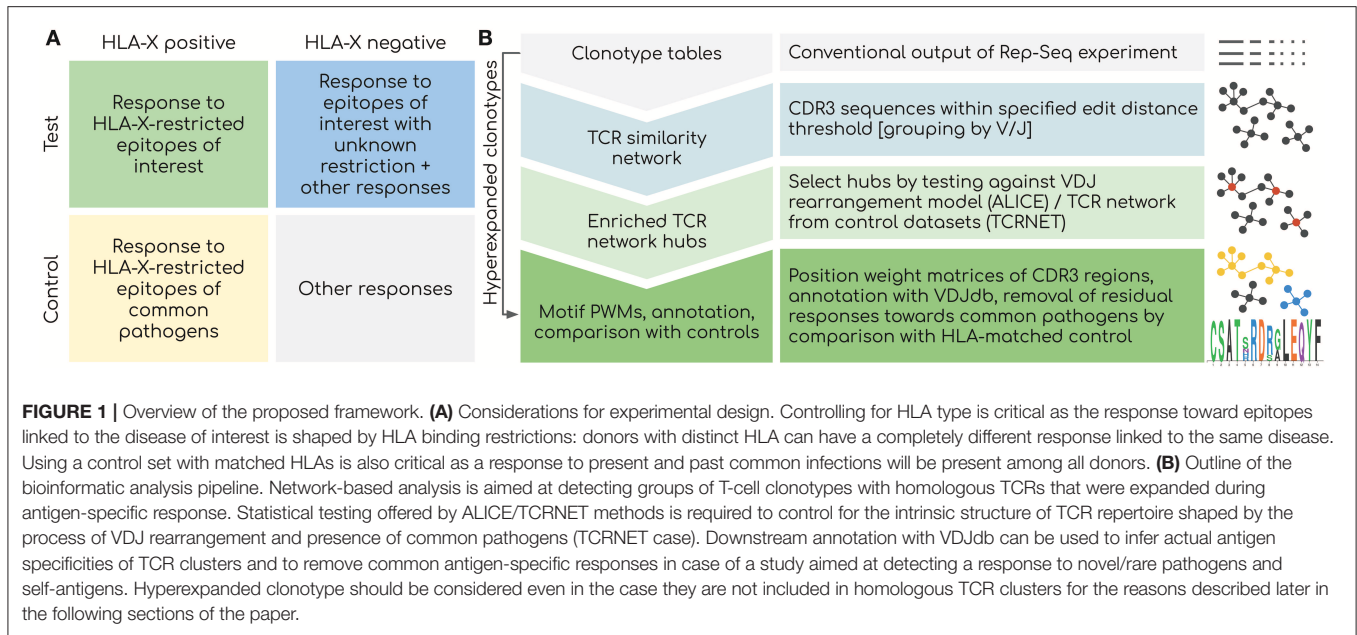 A
HLA-X positive
HLA-X negative
Test
Response to
HLA-X-restricted
epitopes of
interest
Response to
epitopes of
interest with
unknown
restriction +
other responses
Control
Response to
HLA-X-restricted
epitopes of
common
pathogens
Other responses
B
Hyperexpanded clonotypes
Clonotype tables
Conventional output of Rep-Seq experiment
TCR similarity
network
CDR3 sequences within specified edit distance
threshold [grouping by V/J]
Enriched TCR
network hubs
Select hubs by testing against VDJ
rearrangement model (ALICE) / TCR network
from control datasets (TCRNET)
Motif PWMs, annotation,
comparison with controls
Position weight matrices of CDR3 regions,
annotation with VDJdb, removal of residual
responses towards common pathogens by
comparison with HLA-matched control
FIGURE 1 | Overview of the proposed framework. (A) Considerations for experimental design. Controlling for HLA type is critical as the response toward epitopes
linked to the disease of interest is shaped by HLA binding restrictions: donors with distinct HLA can have a completely different response linked to the same disease.
Using a control set with matched HLAs is also critical as a response to present and past common infections will be present among all donors. (B) Outline of the
bioinformatic analysis pipeline. Network-based analysis is aimed at detecting groups of T-cell clonotypes with homologous TCRs that were expanded during
antigen-specific response. Statistical testing offered by ALICE/TCRNET methods is required to control for the intrinsic structure of TCR repertoire shaped by the
process of VDJ rearrangement and presence of common pathogens (TCRNET case). Downstream annotation with VDJdb can be used to infer actual antigen
specificities of TCR clusters and to remove common antigen-specific responses in case of a study aimed at detecting a response to novel/rare pathogens and
self-antigens. Hyperexpanded clonotype should be considered even in the case they are not included in homologous TCR clusters for the reasons described later in
the following sections of the paper.